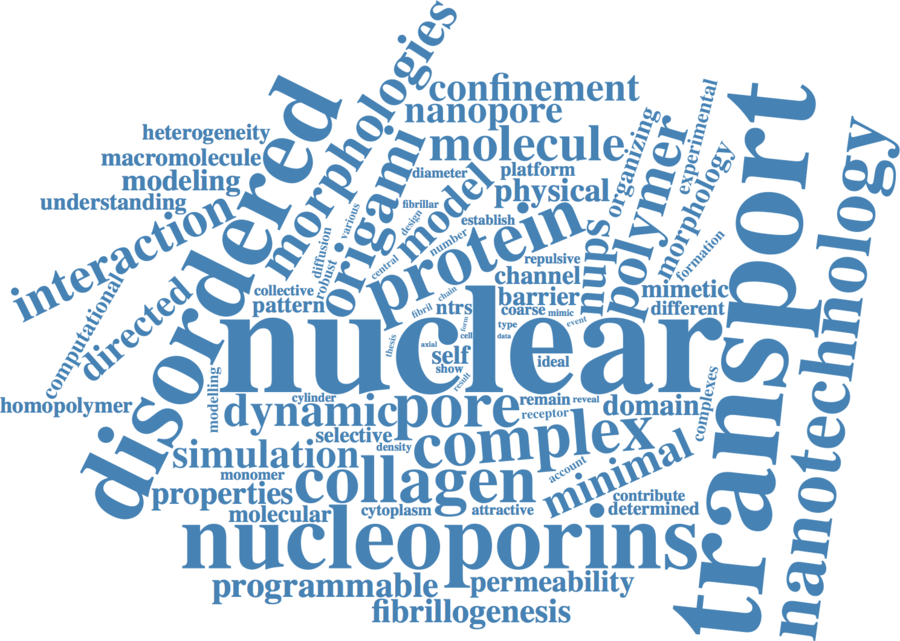 morphologies
confinement
nanopore
disordered
transport
experimental
heterogeneity
molecule
organizing
polymer
nanotechnology
macromolecule
origami
platform
morphology
modeling
diameter
model
physical
understanding
interaction
fibrillar
various
design
establish
protein
nups
formation
diffusion
number
repulsive
robust
central
channel
computational
directed
collective
pattern
chain
fibril
ntrs
barrier
mimetic
coarse
mimic
different
nuclear
form
type
event
thesis
cell
data
axial
self
ideal
show
result
modelling
complexes
homopolymer
cylinder
dynamic
pore
remain
reveal
receptor
domain
selective
density
complex
simulation
account
minimal
monomer
collagen
properties
contribute
molecular
cytoplasm
attractive
determined
nucleoporins
programmable
permeability
fibrillogenesis